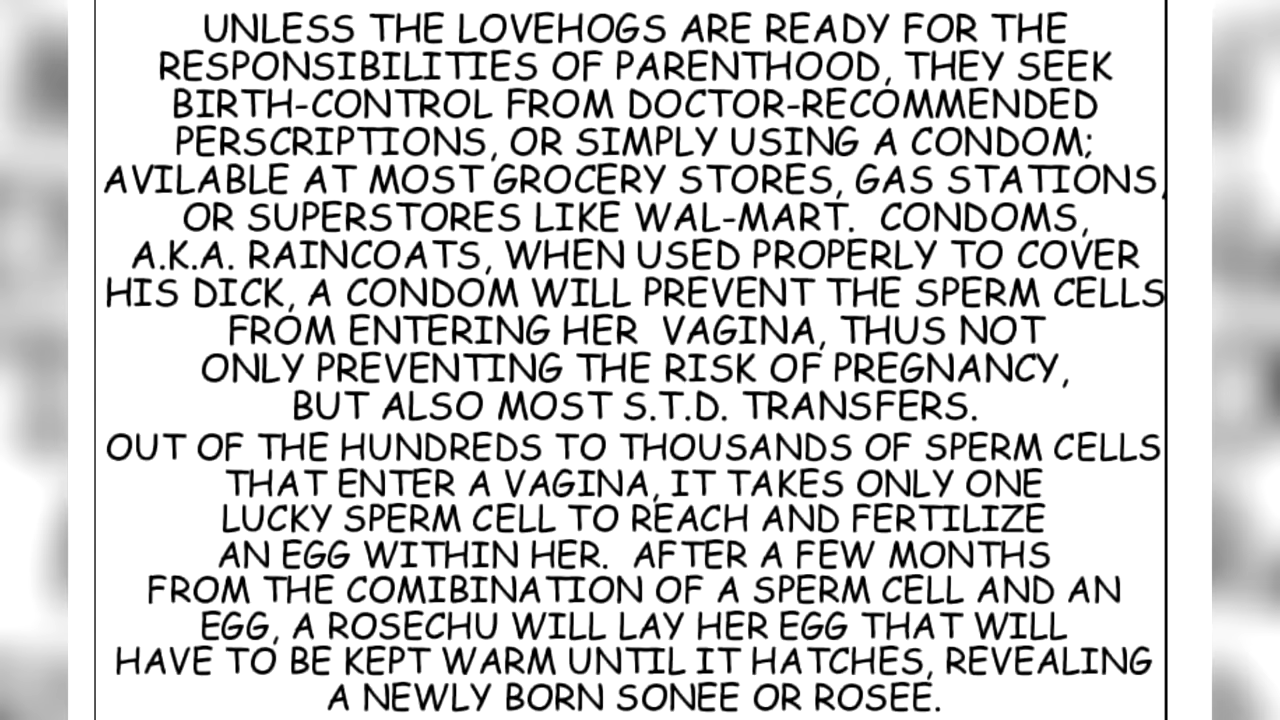 UNLESS THE LOVEHOGS ARE READY FOR THE
RESPONSIBILITIES OF PARENTHOOD, THEY SEEK
BIRTH-CONTROL FROM DOCTOR-RECOMMENDED
PERSCRIPTIONS, OR SIMPLY USING A CONDOM;
AVILABLE AT MOST GROCERY STORES, GAS STATIONS,
OR SUPERSTORES LIKE WAL-MART.  CONDOMS,
A.K.A. RAINCOATS, WHEN USED PROPERLY TO COVER
HIS DICK, A CONDOM WILL PREVENT THE SPERM CELLS
FROM ENTERING HER  VAGINA, THUS NOT
ONLY PREVENTING THE RISK OF PREGNANCY,
BUT ALSO MOST S.T.D. TRANSFERS.
OUT OF THE HUNDREDS TO THOUSANDS OF SPERM CELLS
THAT ENTER A VAGINA, IT TAKES ONLY ONE
LUCKY SPERM CELL TO REACH AND FERTILIZE
AN EGG WITHIN HER.  AFTER A FEW MONTHS
FROM THE COMIBINATION OF A SPERM CELL AND AN
EGG, A ROSECHU WILL LAY HER EGG THAT WILL
HAVE TO BE KEPT WARM UNTIL IT HATCHES, REVEALING
A NEWLY BORN SONEE OR ROSEE.